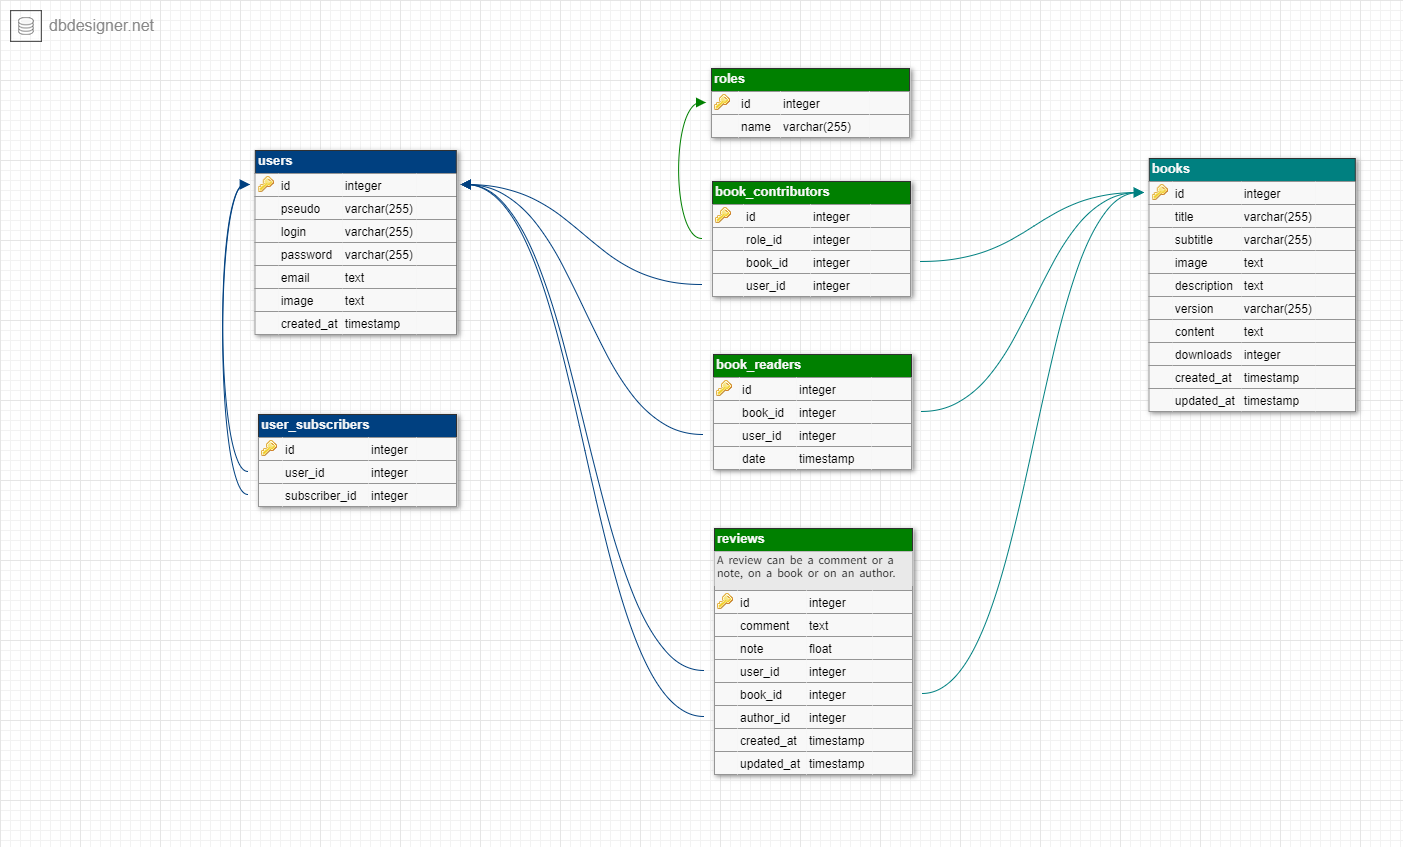 dbdesigner.net
roles
id integer
name varchar(255)
users
id integer
pseudo varchar(255)
login varchar(255)
password varchar(255)
email text
image text
created_at timestamp
book_contributors
id integer
role_id integer
book_id integer
user_id integer
books
id integer
title varchar(255)
subtitle varchar(255)
image text
description text
version varchar(255)
content text
downloads integer
created_at timestamp
updated_at timestamp
book_readers
id integer
book_id integer
user_id integer
date timestamp
user_subscribers
id integer
user_id integer
subscriber_id integer
reviews
A review can be a comment or a
note, on a book or on an author.
id integer
comment text
note float
user_id integer
book_id integer
author_id integer
created_at timestamp
updated_at timestamp